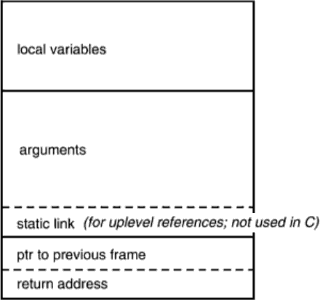 local variables
arguments
static link (for uplevel references; not used in C)
ptr to previous frame
return address